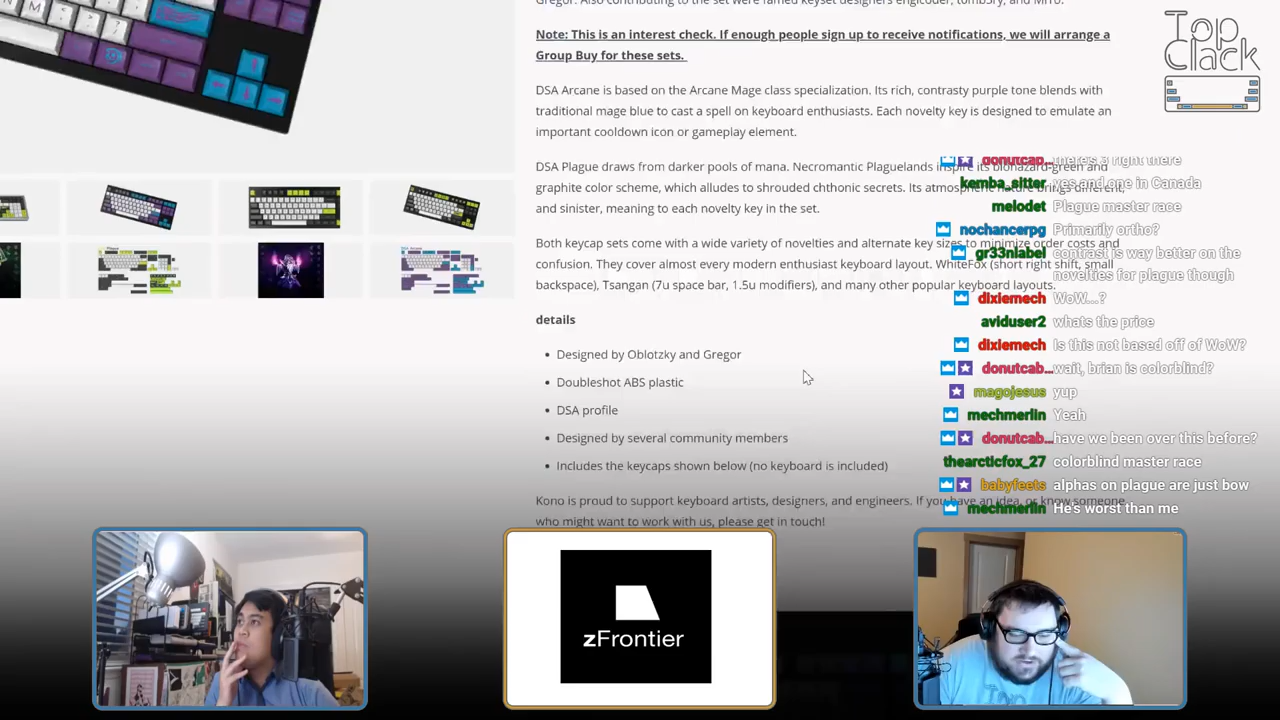 Gregor. Also contributing to the set were famed keyset designers engicoder, tomb3ry, and MiTo.
Note: This is an interest check. If enough people sign up to receive notifications, we will arrange a
Group Buy for these sets.
DSA Arcane is based on the Arcane Mage class specialization. Its rich, contrasty purple tone blends with
traditional mage blue to cast a spell on keyboard enthusiasts. Each novelty key is designed to emulate an
important cooldown icon or gameplay element.
DSA Plague draws from darker pools of mana. Necromantic Plaguelands inspire its biohazard-green and
graphite color scheme, which alludes to shrouded chthonic secrets. Its atmospheric nature brings
and sinister, meaning to each novelty key in the set.
Both keycap sets come with a wide variety of novelties and alternate key sizes to minimize order costs and
confusion. They cover almost every modern enthusiast keyboard layout. WhiteFox (short right shift, small
backspace), Tsangan (7u space bar, 1.5u modifiers), and many other popular keyboard layouts.
details
Designed by Oblotzky and Gregor
Doubleshot ABS plastic
DSA profile
Designed by several community members
Includes the keycaps shown below (no keyboard is included)
Kono is proud to support keyboard artists, designers, and engineers. If you have an idea, or know someone
who might want to work with us, please get in touch!
Top
Clack
donutcab... there's 3 right there
kemba_sitter yes and one in Canada
melodet Plague master race
nochancerpg Primarily ortho?
gr33nlabel contrast is way better on the
novelties for plague though
dixiemech WoW...?
aviduser2 whats the price
dixiemech Is this not based off of WoW?
donutcab... wait, brian is colorblind?
magojesus yup
mechmerlin Yeah
donutcab... have we been over this before?
thearcticfox_27 colorblind master race
babyfeets alphas on plague are just bow
mechmerlin He's worst than me
zFrontier